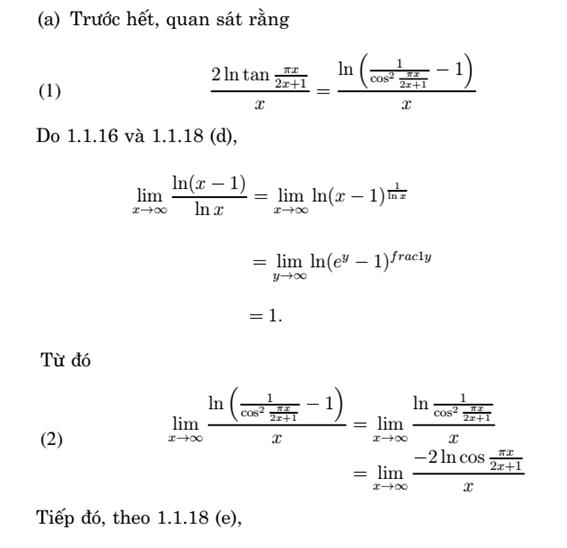 (a) Trước hết, quan sát rằng
(1) \frac{2 \ln \tan \frac{\pi x}{2x+1}}{x} = \frac{\ln \left( \frac{1}{\cos^2 \frac{\pi x}{2x+1}} - 1 \right)}{x}
Do 1.1.16 và 1.1.18 (d),
\lim_{x \to \infty} \frac{\ln(x-1)}{\ln x} = \lim_{x \to \infty} \ln(x-1)^{\frac{1}{\ln x}}
= \lim_{y \to \infty} \ln(e^y - 1)^{frac1y}
= 1.
Từ đó
(2) \lim_{x \to \infty} \frac{\ln \left( \frac{1}{\cos^2 \frac{\pi x}{2x+1}} - 1 \right)}{x} = \lim_{x \to \infty} \frac{\ln \frac{1}{\cos^2 \frac{\pi x}{2x+1}}}{x}
= \lim_{x \to \infty} \frac{-2 \ln \cos \frac{\pi x}{2x+1}}{x}
Tiếp đó, theo 1.1.18 (e),